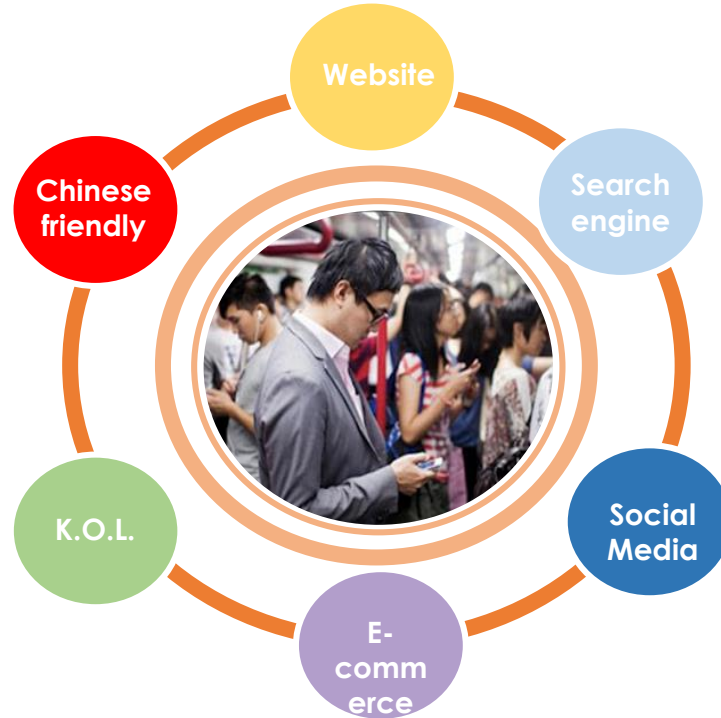 Website
Search
engine
Social
Media
E-
comm
erce
K.O.L.
Chinese
friendly